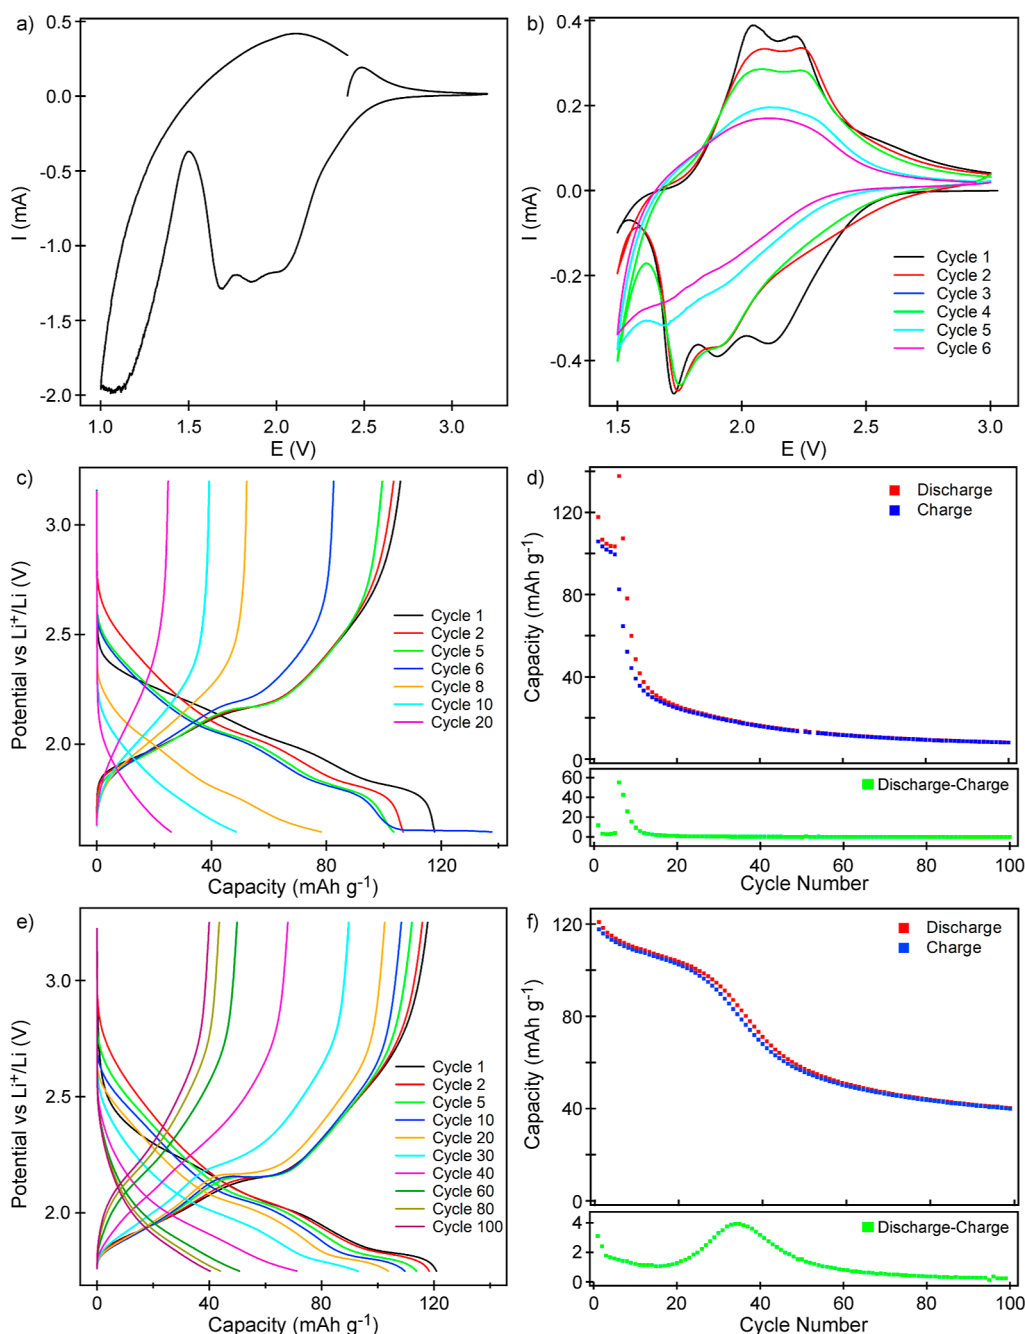 a)
0.5
0.0
-0.5
-1.0
-1.5
-2.0
I (mA)
1.0 1.5 2.0 2.5 3.0
E (V)
b)
0.4
0.2
0.0
-0.2
-0.4
I (mA)
Cycle 1
Cycle 2
Cycle 3
Cycle 4
Cycle 5
Cycle 6
1.5 2.0 2.5 3.0
E (V)
c)
3.0
2.5
2.0
Potential vs Li⁺/Li (V)
Cycle 1
Cycle 2
Cycle 5
Cycle 6
Cycle 8
Cycle 10
Cycle 20
0 40 80 120
Capacity (mAh g⁻¹)
d)
Discharge
Charge
120
80
40
0
Capacity (mAh g⁻¹)
Discharge-Charge
60
40
20
0
0 20 40 60 80 100
Cycle Number
e)
3.0
2.5
2.0
Potential vs Li⁺/Li (V)
Cycle 1
Cycle 2
Cycle 5
Cycle 10
Cycle 20
Cycle 30
Cycle 40
Cycle 60
Cycle 80
Cycle 100
0 40 80 120
Capacity (mAh g⁻¹)
f)
Discharge
Charge
120
80
40
0
Capacity (mAh g⁻¹)
Discharge-Charge
4
2
0
0 20 40 60 80 100
Cycle Number